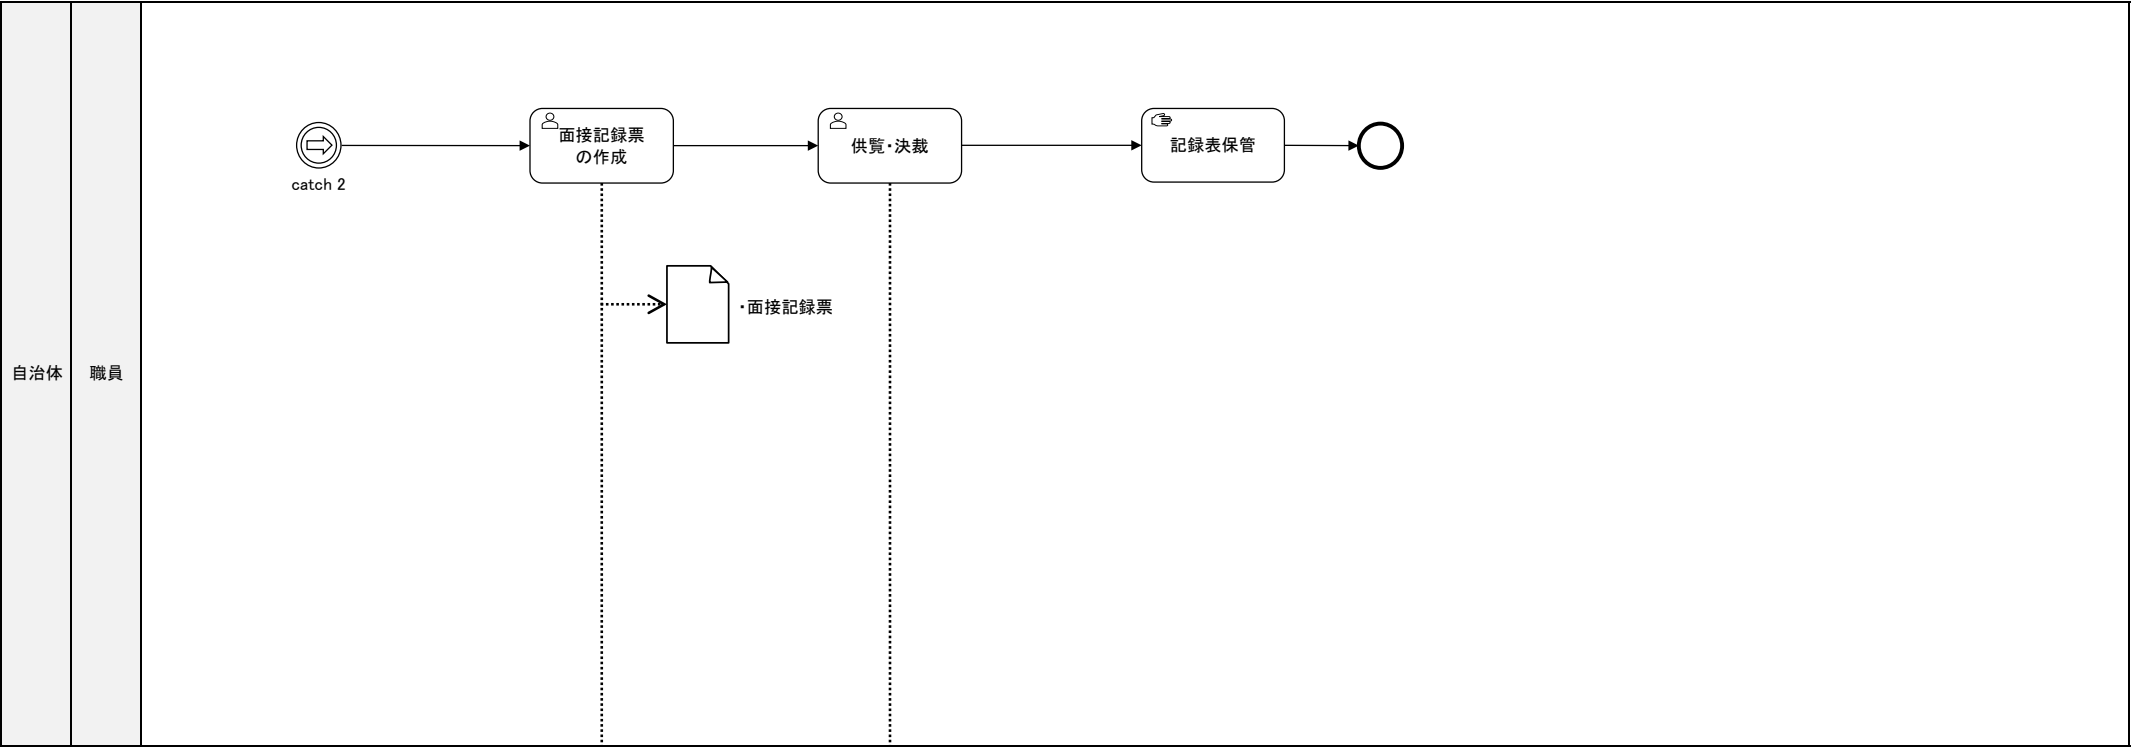 自治体
職員
catch 2
面接記録票
の作成
供覧・決裁
記録表保管
・面接記録票